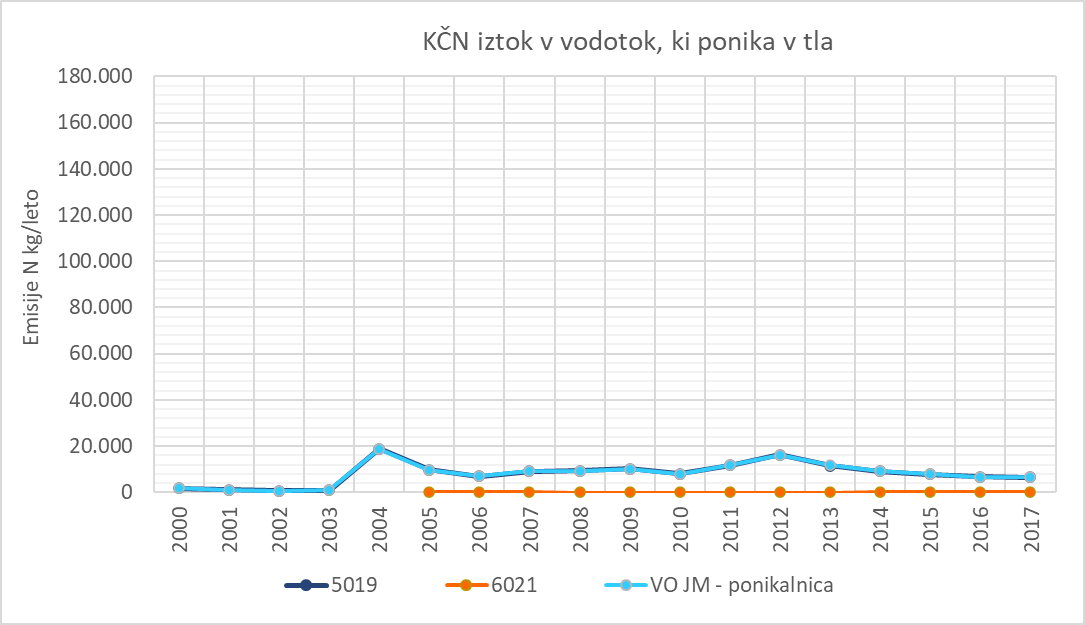 KČN iztok v vodotok, ki ponika v tla
Emisije N kg/leto
180.000
160.000
140.000
120.000
100.000
80.000
60.000
40.000
20.000
0
2000 2001 2002 2003 2004 2005 2006 2007 2008 2009 2010 2011 2012 2013 2014 2015 2016 2017
5019 6021 VO JM - ponikalnica